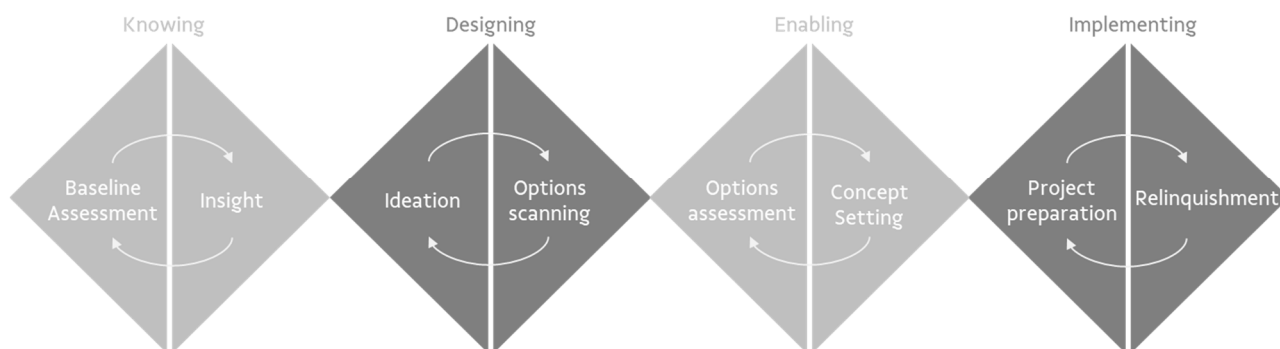 Knowing
Designing
Enabling
Implementing
Baseline
Assessment
Insight
Ideation
Options
scanning
Options
assessment
Concept
Setting
Project
preparation
Relinquishment